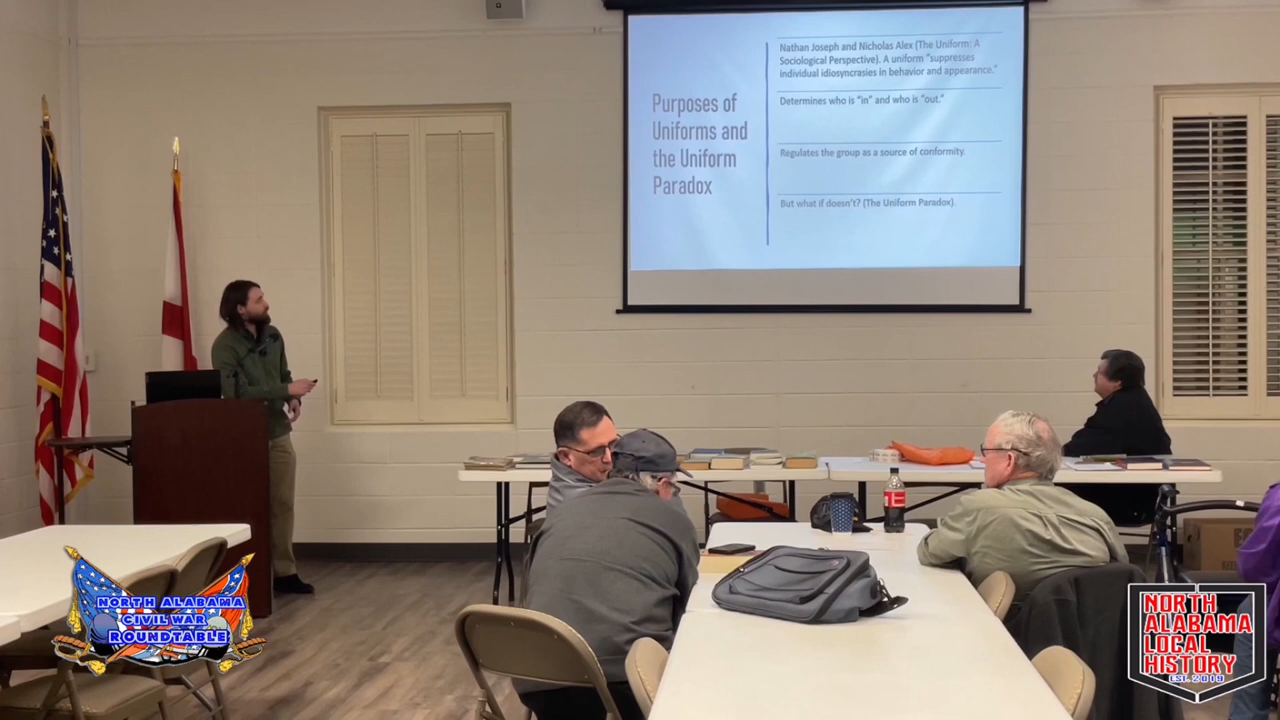 Purposes of
Uniforms and
the Uniform
Paradox
Nathan Joseph and Nicholas Alex (The Uniform: A
Sociological Perspective). A uniform "suppresses
individual idiosyncrasies in behavior and appearance."
Determines who is "in" and who is "out."
Regulates the group as a source of conformity.
But what if doesn't? (The Uniform Paradox).
NORTH ALABAMA
CIVIL WAR
ROUNDTABLE
NORTH
ALABAMA
LOCAL
HISTORY
EST. 2019